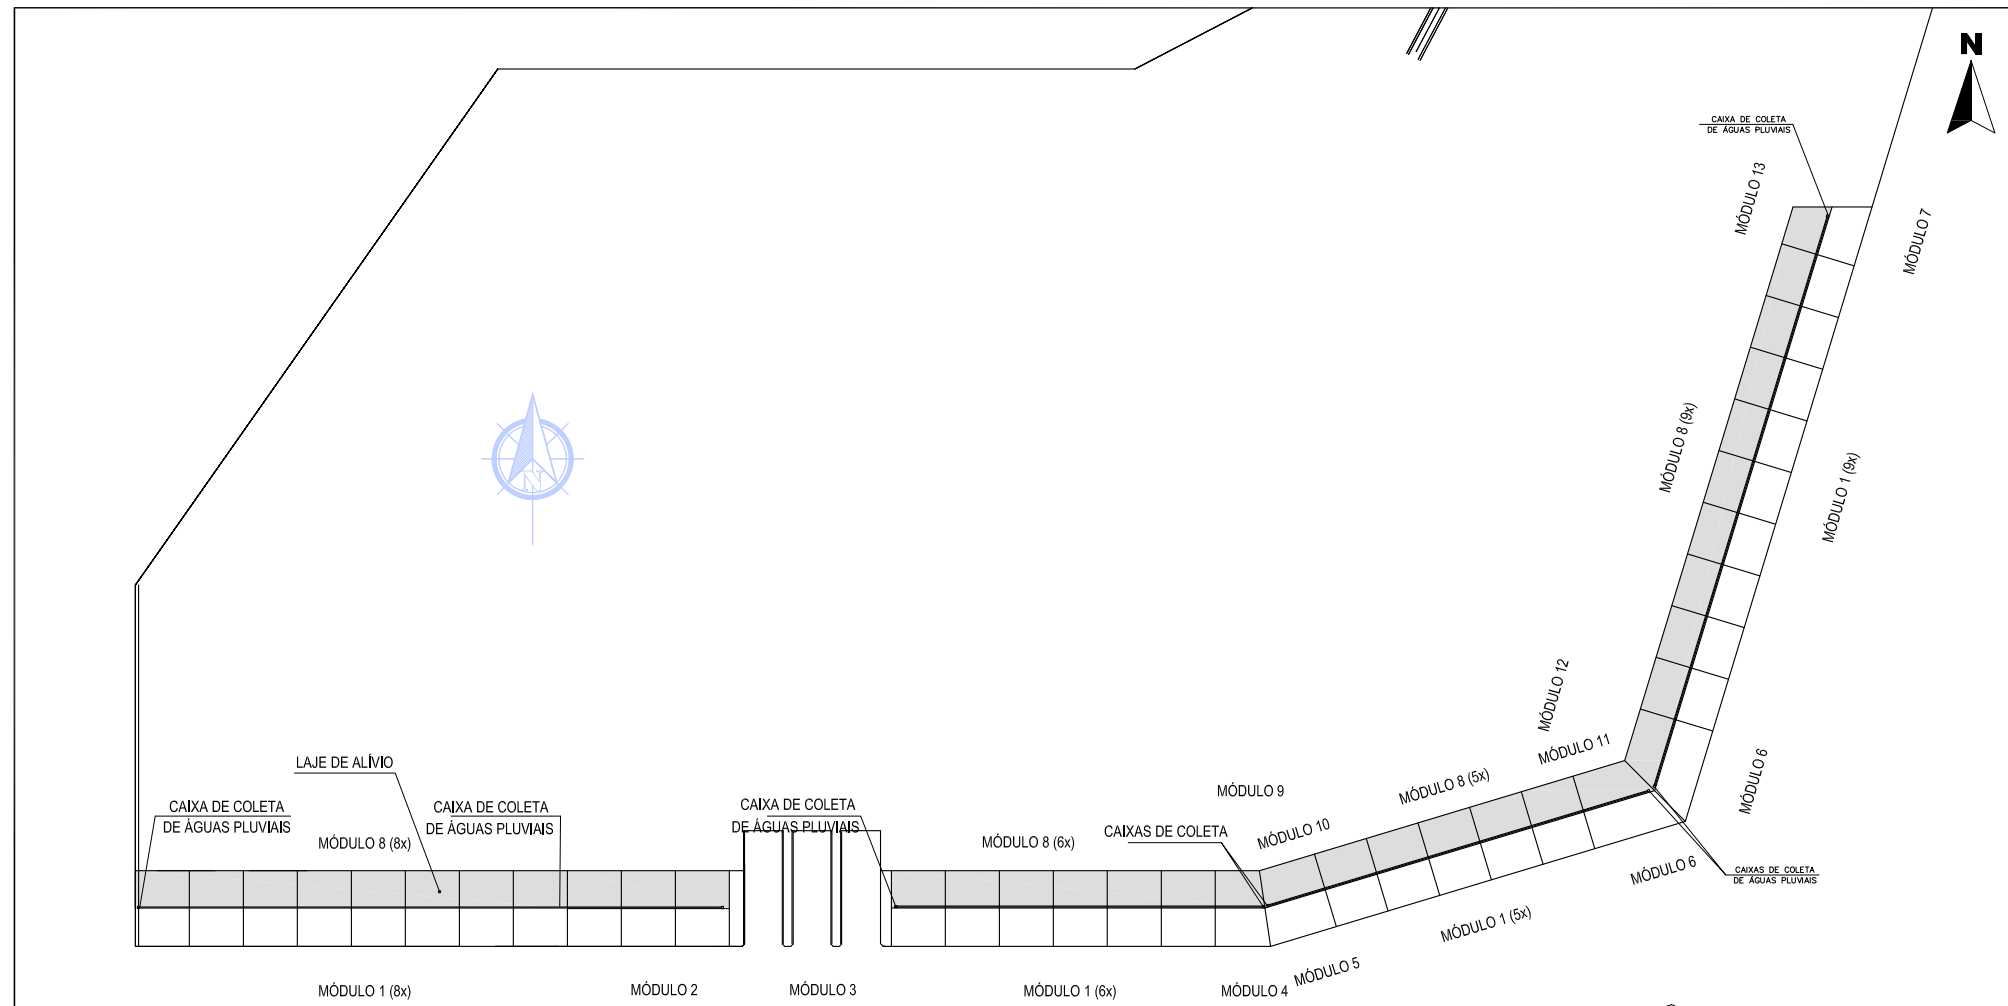 N
CAIXA DE COLETA
DE ÁGUAS PLUVIAIS
MÓDULO 13
MÓDULO 7
MÓDULO 8 (9x)
MÓDULO 1 (9x)
N
MÓDULO 12
MÓDULO 11
MÓDULO 6
LAJE DE ALÍVIO
CAIXA DE COLETA
DE ÁGUAS PLUVIAIS
MÓDULO 8 (8x)
CAIXA DE COLETA
DE ÁGUAS PLUVIAIS
CAIXA DE COLETA
DE ÁGUAS PLUVIAIS
MÓDULO 8 (6x)
MÓDULO 9
CAIXAS DE COLETA
MÓDULO 10
MÓDULO 8 (5x)
MÓDULO 6
CAIXAS DE COLETA
DE ÁGUAS PLUVIAIS
MÓDULO 1 (5x)
MÓDULO 5
MÓDULO 1 (8x)
MÓDULO 2
MÓDULO 3
MÓDULO 1 (6x)
MÓDULO 4